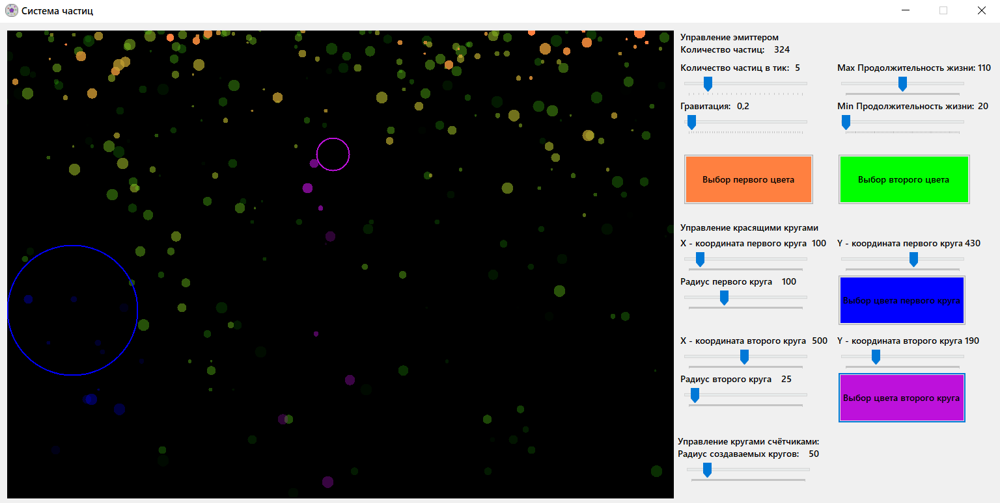 Система частиц
Управление эмиттером
Количество частиц: 324
Количество частиц в тик: 5
Max Продолжительность жизни: 110
Гравитация: 0,2
Min Продолжительность жизни: 20
Выбор первого цвета
Выбор второго цвета
Управление красящими кругами
X - координата первого круга 100
Y - координата первого круга 430
Радиус первого круга 100
Выбор цвета первого круга
X - координата второго круга 500
Y - координата второго круга 190
Радиус второго круга 25
Выбор цвета второго круга
Управление кругами счётчиками:
Радиус создаваемых кругов: 50